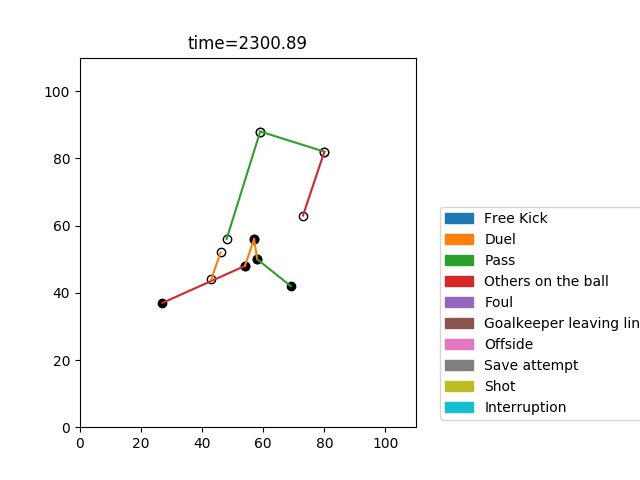 time=2300.89
100
80
60
40
20
0
0 20 40 60 80 100
Free Kick
Duel
Pass
Others on the ball
Foul
Goalkeeper leaving lin
Offside
Save attempt
Shot
Interruption